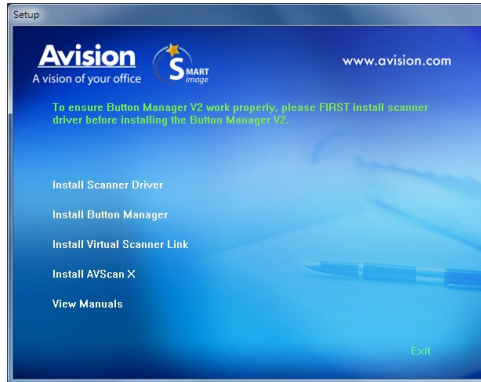 Setup
Avision
A vision of your office
SMART
image
www.avision.com
To ensure Button Manager V2 work properly, please FIRST install scanner
driver before installing the Button Manager V2.
Install Scanner Driver
Install Button Manager
Install Virtual Scanner Link
Install AVScan X
View Manuals
Exit